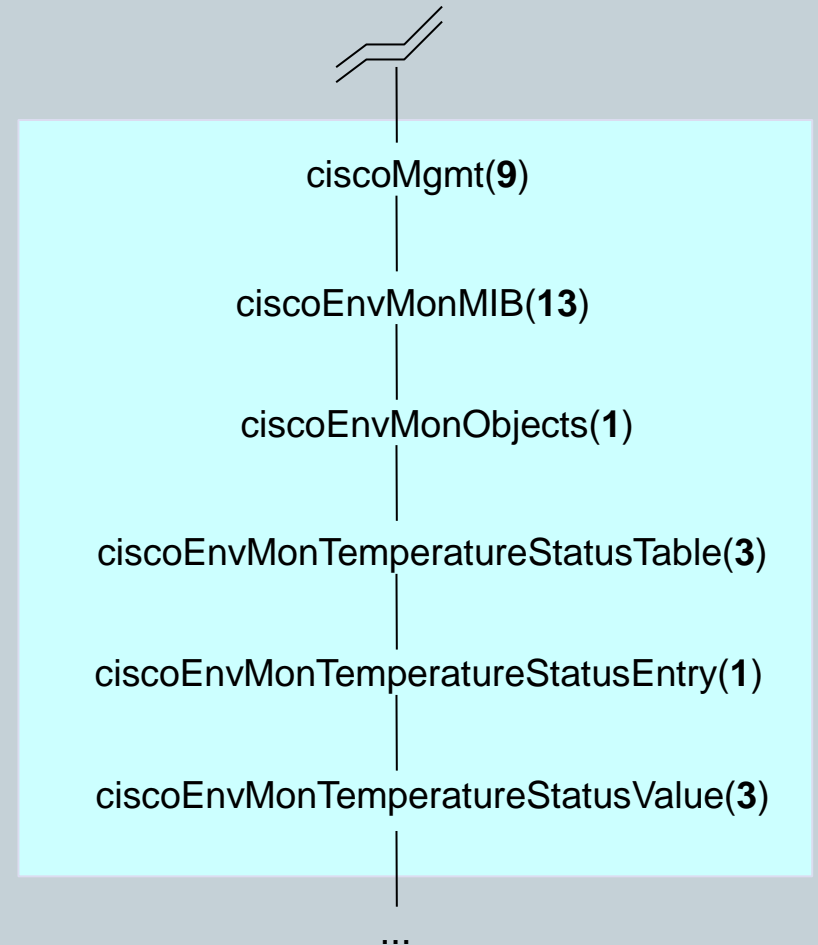 ciscoMgmt(9)
ciscoEnvMonMIB(13)
ciscoEnvMonObjects(1)
ciscoEnvMonTemperatureStatusTable(3)
ciscoEnvMonTemperatureStatusEntry(1)
ciscoEnvMonTemperatureStatusValue(3)
...